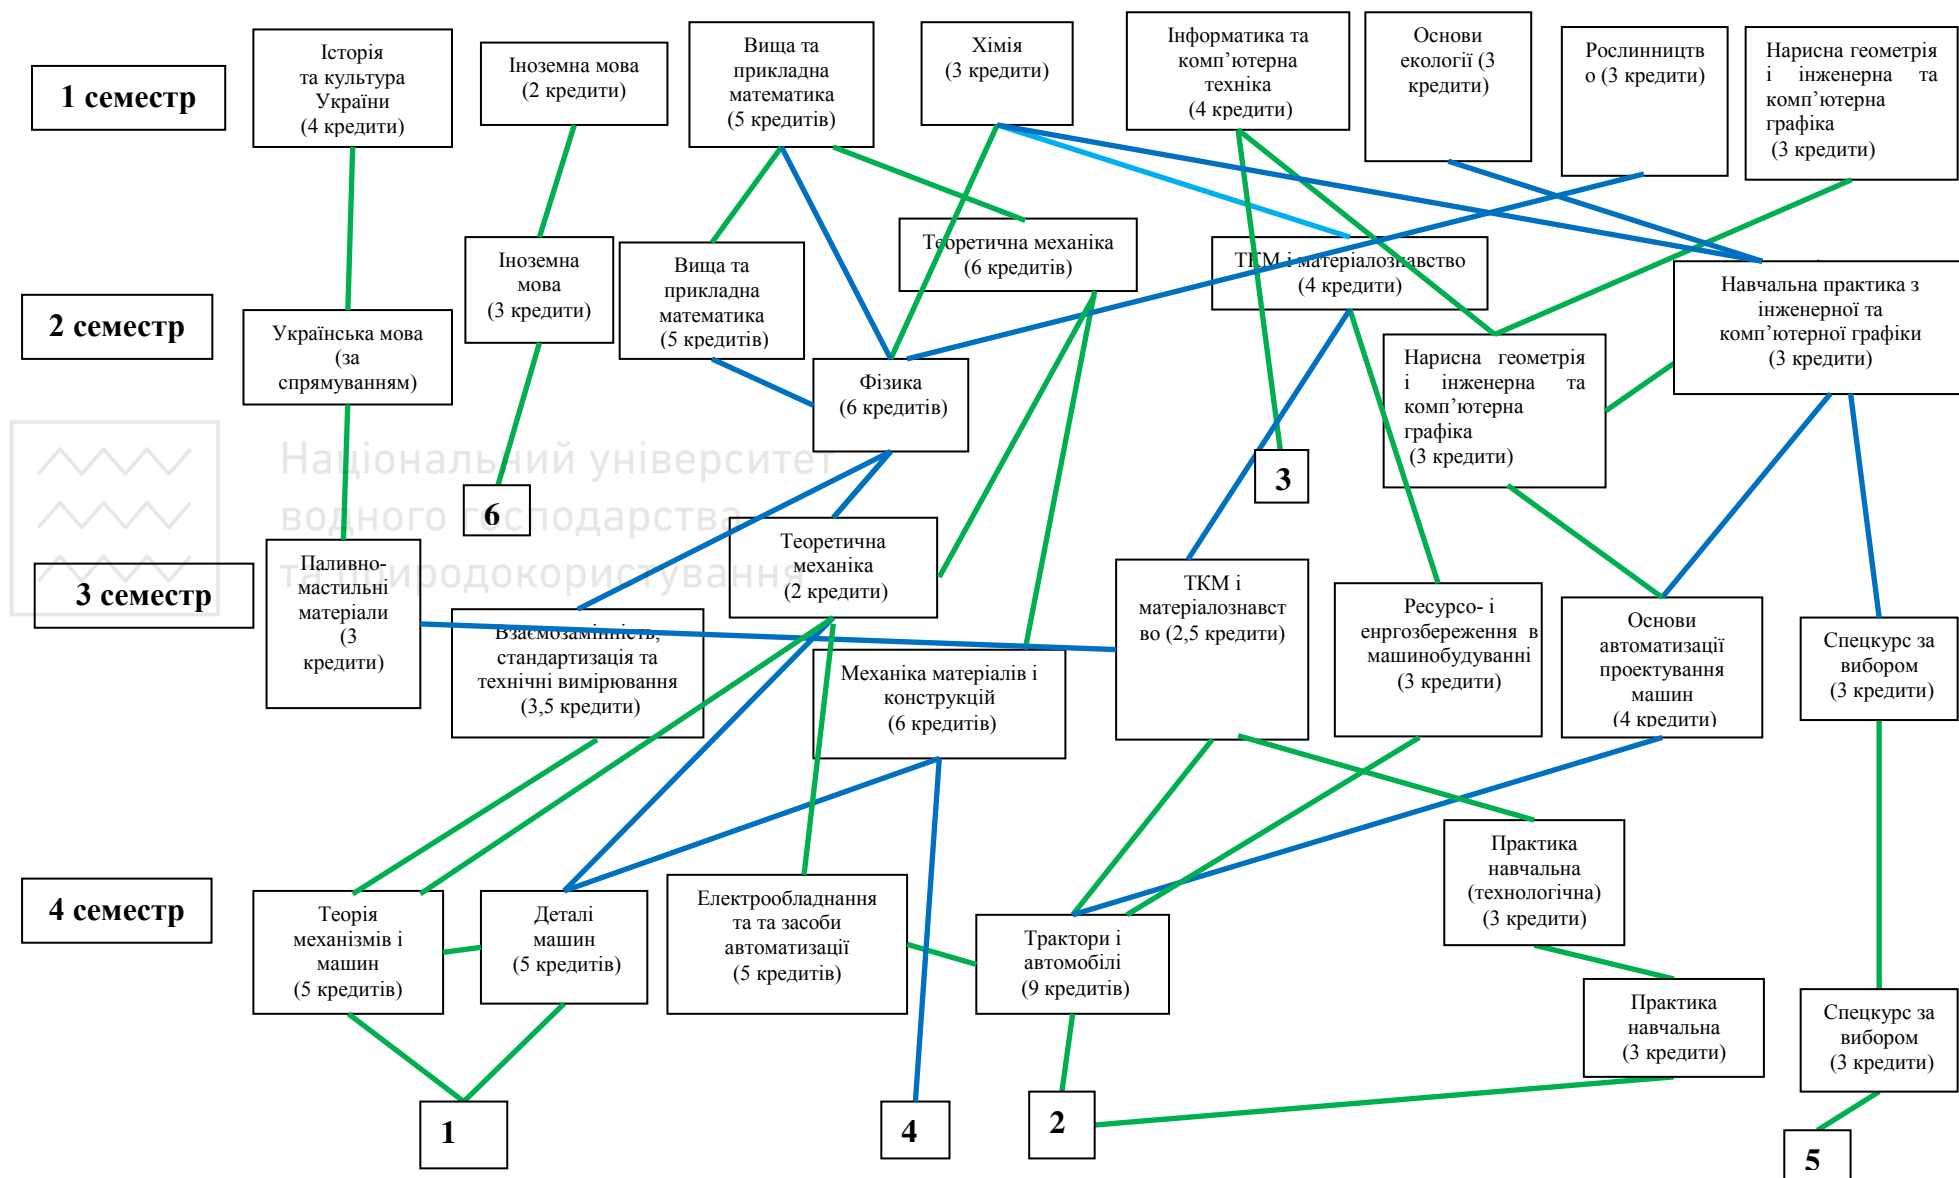 1 семестр
Історія
та культура
України
(4 кредити)
Іноземна мова
(2 кредити)
Вища та
прикладна
математика
(5 кредитів)
Хімія
(3 кредити)
Інформатика та
комп’ютерна
техніка
(4 кредити)
Основи
екології (3
кредити)
Рослинництв
о (3 кредити)
Нарисна геометрія
і інженерна та
комп’ютерна
графіка
(3 кредити)
2 семестр
Українська мова
(за
спрямуванням)
Іноземна
мова
(3 кредити)
Вища та
прикладна
математика
(5 кредитів)
Теоретична механіка
(6 кредитів)
Фізика
(6 кредитів)
ТКМ і матеріалознавство
(4 кредити)
Нарисна геометрія
і інженерна та
комп’ютерна
графіка
(3 кредити)
Навчальна практика з
інженерної та
комп’ютерної графіки
(3 кредити)
Національний університет
водного господарства
та природокористування
6
3
3 семестр
Паливно-
мастильні
матеріали
(3
кредити)
Взаємозамінність,
стандартизація та
технічні вимірювання
(3,5 кредити)
Теоретична
механіка
(2 кредити)
Механіка матеріалів і
конструкцій
(6 кредитів)
ТКМ і
матеріалознавст
во (2,5 кредити)
Ресурсо- і
енргозбереження в
машинобудуванні
(3 кредити)
Основи
автоматизації
проектування
машин
(4 кредити)
Спецкурс за
вибором
(3 кредити)
4 семестр
Теорія
механізмів і
машин
(5 кредитів)
Деталі
машин
(5 кредитів)
Електрообладнання
та та засоби
автоматизації
(5 кредитів)
Трактори і
автомобілі
(9 кредитів)
Практика
навчальна
(технологічна)
(3 кредити)
Практика
навчальна
(3 кредити)
Спецкурс за
вибором
(3 кредити)
1
4
2
5